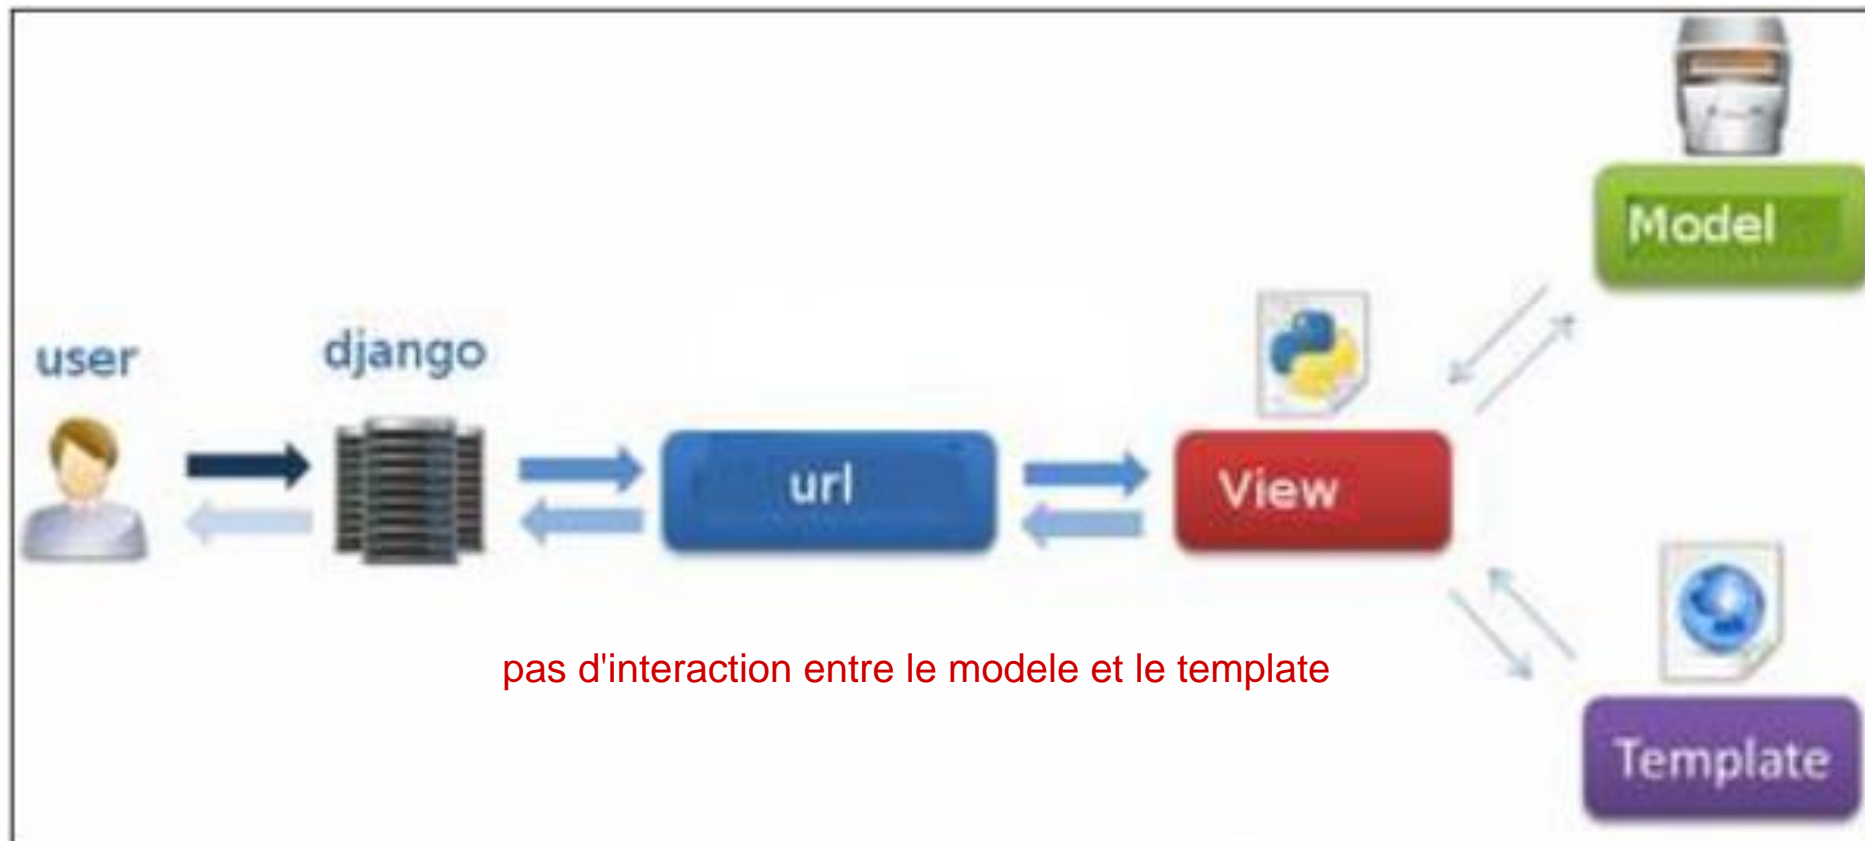 user
django
url
View
Model
Template
pas d'interaction entre le modele et le template